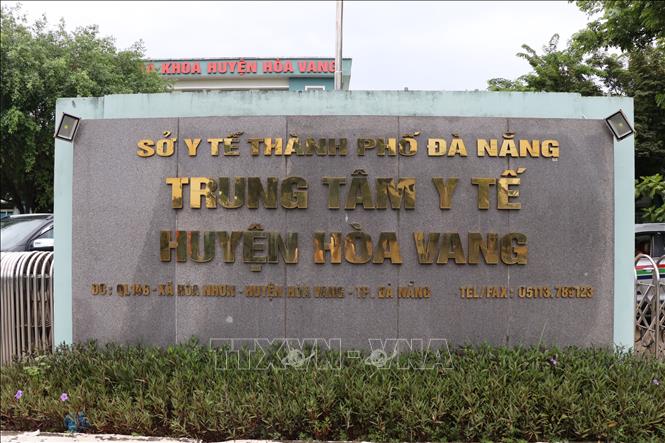 KHOA HUYỆN HÒA VANG
SỞ Y TẾ THÀNH PHỐ ĐÀ NẴNG
TRUNG TÂM Y TẾ
HUYỆN HÒA VANG
ĐC : QL14B - XÃ HÒA NHƠN - HUYỆN HÒA VANG - TP. ĐÀ NẴNG TEL/FAX : 05113.789123
TTXVN - VNA